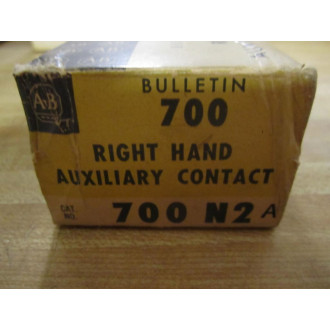 A-B
BULLETIN
700
RIGHT HAND
AUXILIARY CONTACT
CAT.
NO. 700 N2 A